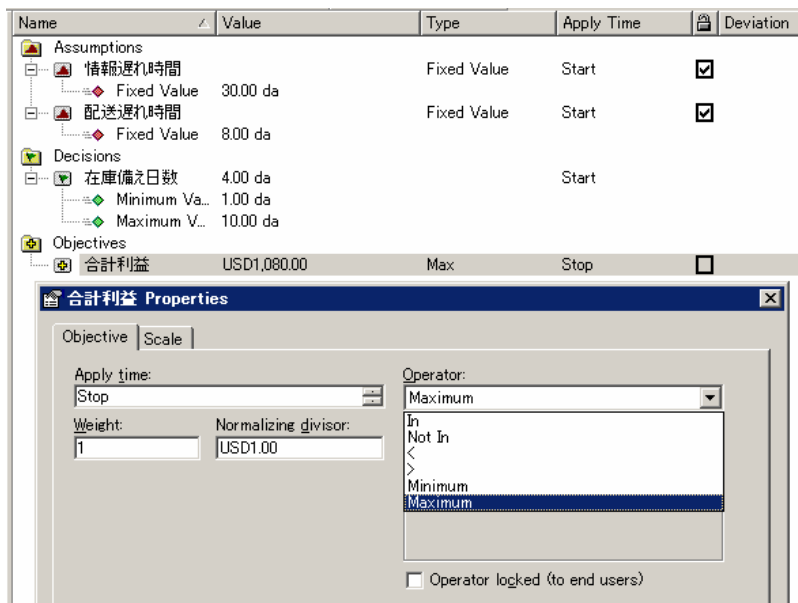 Name Value Type Apply Time Deviation
Assumptions
情報遅れ時間 Fixed Value Start
Fixed Value 30.00 da
配送遅れ時間 Fixed Value Start
Fixed Value 8.00 da
Decisions
在庫備え日数 4.00 da Start
Minimum Va... 1.00 da
Maximum V... 10.00 da
Objectives
合計利益 USD1,080.00 Max Stop
合計利益 Properties
Objective Scale
Apply time: Operator:
Stop Maximum
Weight: Normalizing divisor: In
1 USD1.00 Not In
<
>
Minimum
Maximum
Operator locked (to end users)